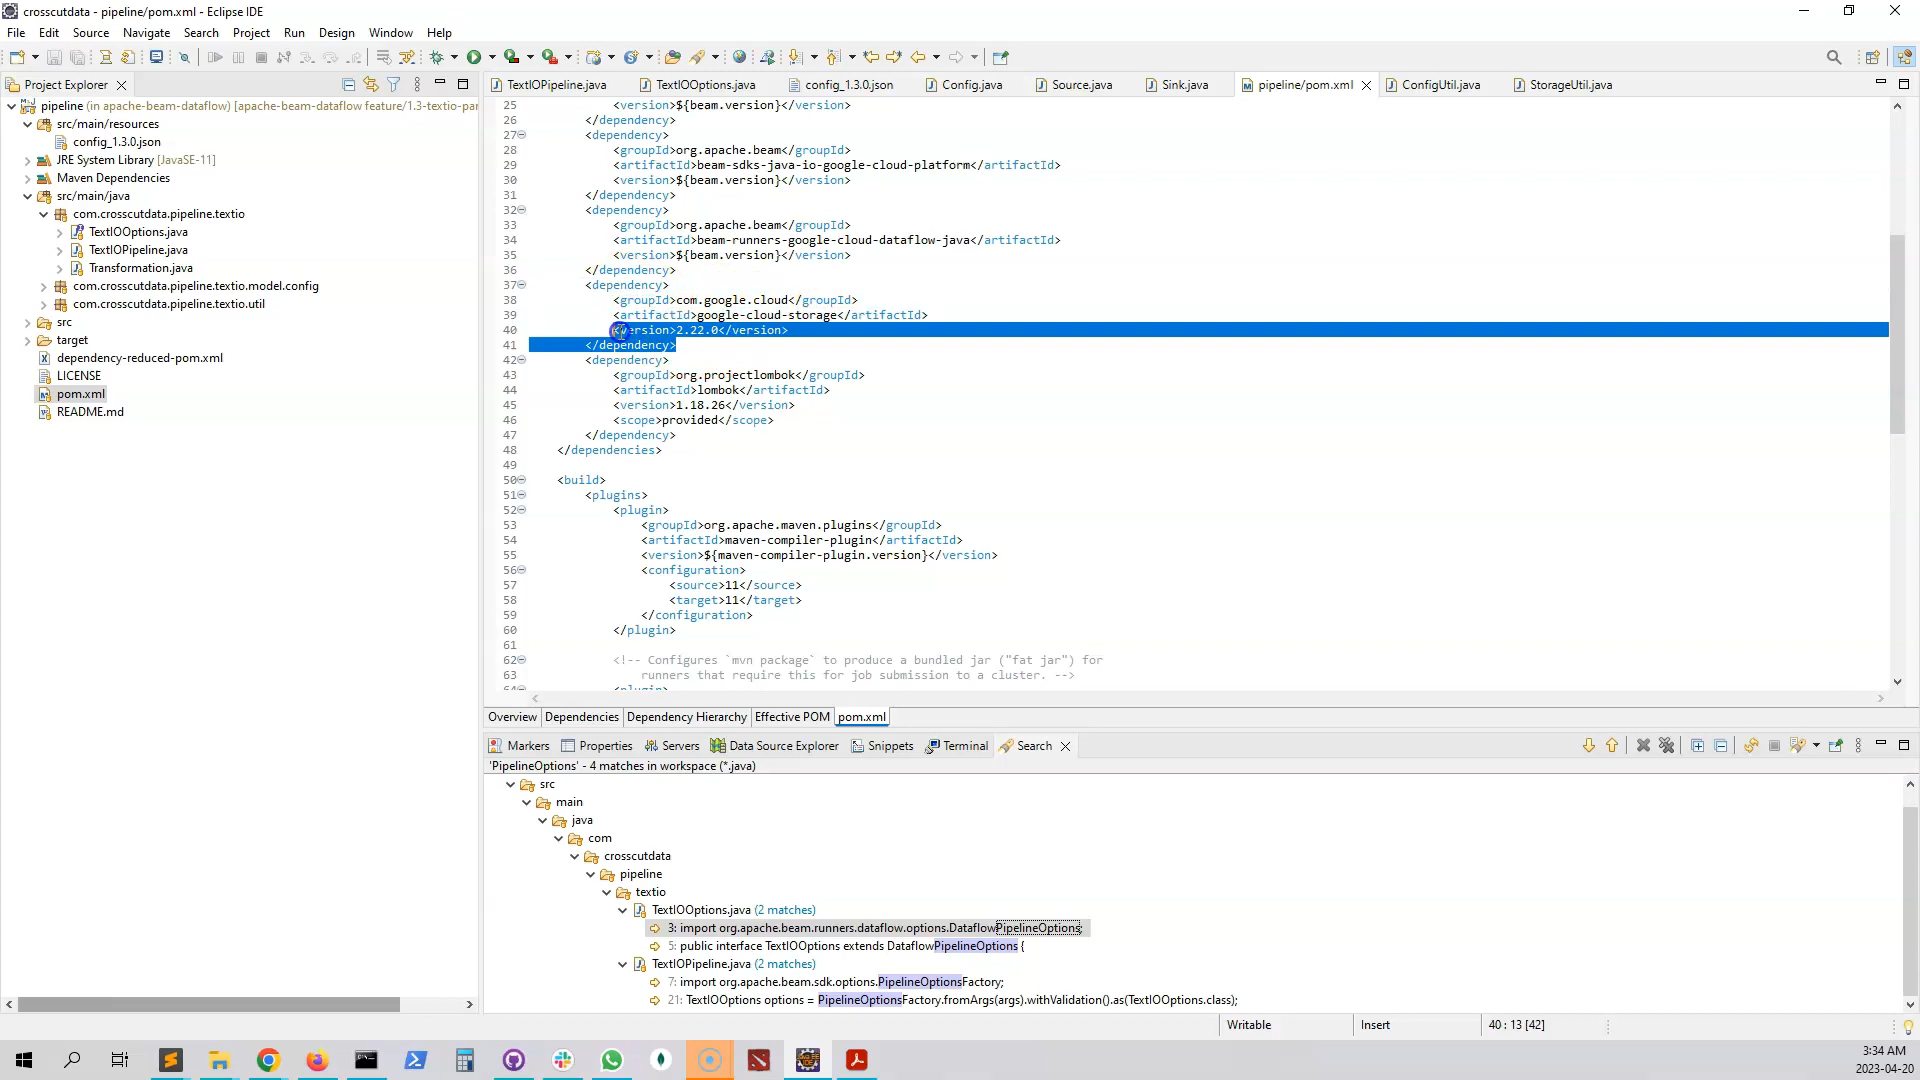 crosscutdata - pipeline/pom.xml - Eclipse IDE
File Edit Source Navigate Search Project Run Design Window Help
Project Explorer
pipeline (in apache-beam-dataflow) [apache-beam-dataflow feature/1.3-textio-par
src/main/resources
config_1.3.0.json
JRE System Library [JavaSE-11]
Maven Dependencies
src/main/java
com.crosscutdata.pipeline.textio
TextIOOptions.java
TextIOPipeline.java
Transformation.java
com.crosscutdata.pipeline.textio.model.config
com.crosscutdata.pipeline.textio.util
src
target
dependency-reduced-pom.xml
LICENSE
pom.xml
README.md
TextIOPipeline.java TextIOOptions.java config_1.3.0.json Config.java Source.java Sink.java pipeline/pom.xml ConfigUtil.java StorageUtil.java
25 <version>${beam.version}</version>
26 </dependency>
27 <dependency>
28 <groupId>org.apache.beam</groupId>
29 <artifactId>beam-sdks-java-io-google-cloud-platform</artifactId>
30 <version>${beam.version}</version>
31 </dependency>
32 <dependency>
33 <groupId>org.apache.beam</groupId>
34 <artifactId>beam-runners-google-cloud-dataflow-java</artifactId>
35 <version>${beam.version}</version>
36 </dependency>
37 <dependency>
38 <groupId>com.google.cloud</groupId>
39 <artifactId>google-cloud-storage</artifactId>
40 <version>2.22.0</version>
41 </dependency>
42 <dependency>
43 <groupId>org.projectlombok</groupId>
44 <artifactId>lombok</artifactId>
45 <version>1.18.26</version>
46 <scope>provided</scope>
47 </dependency>
48 </dependencies>
49
50 <build>
51 <plugins>
52 <plugin>
53 <groupId>org.apache.maven.plugins</groupId>
54 <artifactId>maven-compiler-plugin</artifactId>
55 <version>${maven-compiler-plugin.version}</version>
56 <configuration>
57 <source>11</source>
58 <target>11</target>
59 </configuration>
60 </plugin>
61
62 <!-- Configures `mvn package` to produce a bundled jar ("fat jar") for
63 runners that require this for job submission to a cluster. -->
64 <plugin>
Overview Dependencies Dependency Hierarchy Effective POM pom.xml
Markers Properties Servers Data Source Explorer Snippets Terminal Search
'PipelineOptions' - 4 matches in workspace (*.java)
src
main
java
com
crosscutdata
pipeline
textio
TextIOOptions.java (2 matches)
3: import org.apache.beam.runners.dataflow.options.DataflowPipelineOptions;
5: public interface TextIOOptions extends DataflowPipelineOptions {
TextIOPipeline.java (2 matches)
7: import org.apache.beam.sdk.options.PipelineOptionsFactory;
21: TextIOOptions options = PipelineOptionsFactory.fromArgs(args).withValidation().as(TextIOOptions.class);
Writable Insert 40 : 13 [42]
3:34 AM
2023-04-20